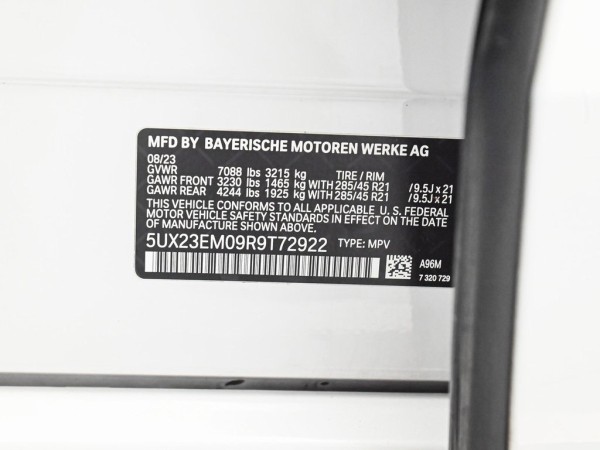 MFD BY BAYERISCHE MOTOREN WERKE AG
08/23
GVWR 7088 lbs 3215 kg TIRE / RIM
GAWR FRONT 3230 lbs 1465 kg WITH 285/45 R21 /9.5J x 21
GAWR REAR 4244 lbs 1925 kg WITH 285/45 R21 /9.5J x 21
THIS VEHICLE CONFORMS TO ALL APPLICABLE U. S. FEDERAL
MOTOR VEHICLE SAFETY STANDARDS IN EFFECT ON THE DATE
OF MANUFACTURE SHOWN ABOVE.
5UX23EM09R9T72922 TYPE: MPV
A96M
7 320 729